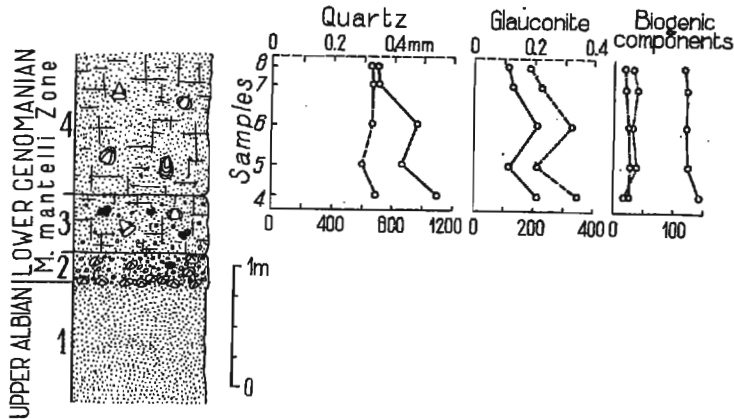 Quartz
Glauconite
Biogenic
components
0 0.2 0.4mm
0 0.2 0.4
8
7
6
5
4
Samples
0 400 800 1200
0 200 400
0 100
UPPER ALBIAN
LOWER GENOMANIAN
M. mantelli Zone
4
3
2
1
1m
0